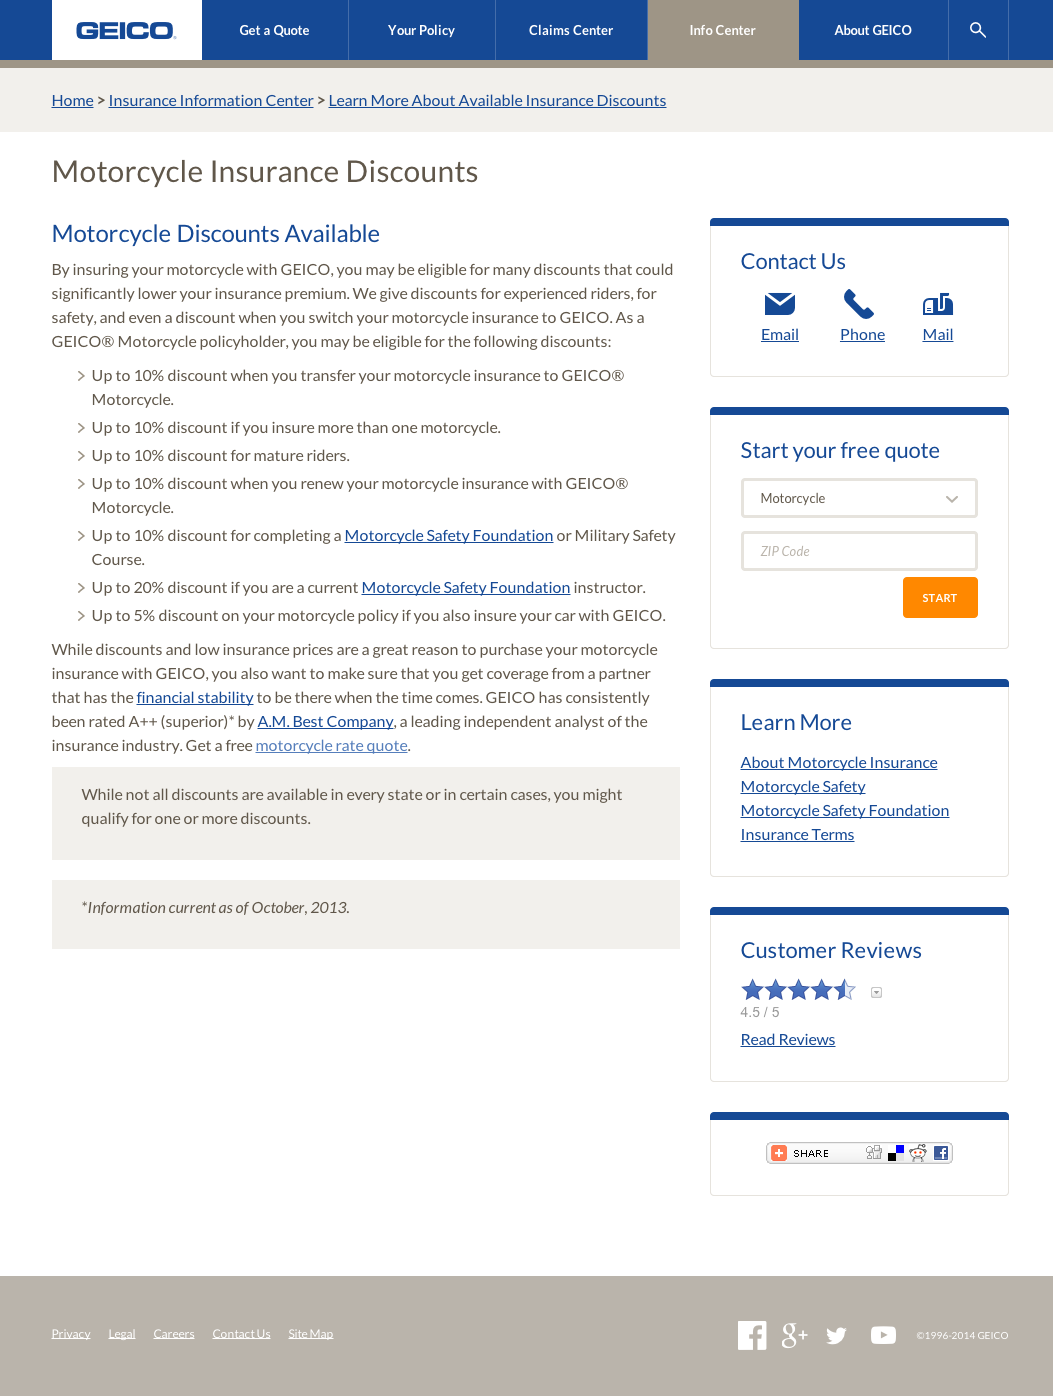 GEICO
Get a Quote
Your Policy
Claims Center
Info Center
About GEICO
Home > Insurance Information Center > Learn More About Available Insurance Discounts
Motorcycle Insurance Discounts
Motorcycle Discounts Available
By insuring your motorcycle with GEICO, you may be eligible for many discounts that could
significantly lower your insurance premium. We give discounts for experienced riders, for
safety, and even a discount when you switch your motorcycle insurance to GEICO. As a
GEICO® Motorcycle policyholder, you may be eligible for the following discounts:
Up to 10% discount when you transfer your motorcycle insurance to GEICO®
Motorcycle.
Up to 10% discount if you insure more than one motorcycle.
Up to 10% discount for mature riders.
Up to 10% discount when you renew your motorcycle insurance with GEICO®
Motorcycle.
Up to 10% discount for completing a Motorcycle Safety Foundation or Military Safety
Course.
Up to 20% discount if you are a current Motorcycle Safety Foundation instructor.
Up to 5% discount on your motorcycle policy if you also insure your car with GEICO.
While discounts and low insurance prices are a great reason to purchase your motorcycle
insurance with GEICO, you also want to make sure that you get coverage from a partner
that has the financial stability to be there when the time comes. GEICO has consistently
been rated A++ (superior)* by A.M. Best Company, a leading independent analyst of the
insurance industry. Get a free motorcycle rate quote.
While not all discounts are available in every state or in certain cases, you might
qualify for one or more discounts.
*Information current as of October, 2013.
Contact Us
Email
Phone
Mail
Start your free quote
Motorcycle
ZIP Code
START
Learn More
About Motorcycle Insurance
Motorcycle Safety
Motorcycle Safety Foundation
Insurance Terms
Customer Reviews
4.5 / 5
Read Reviews
SHARE
Privacy
Legal
Careers
Contact Us
Site Map
©1996-2014 GEICO